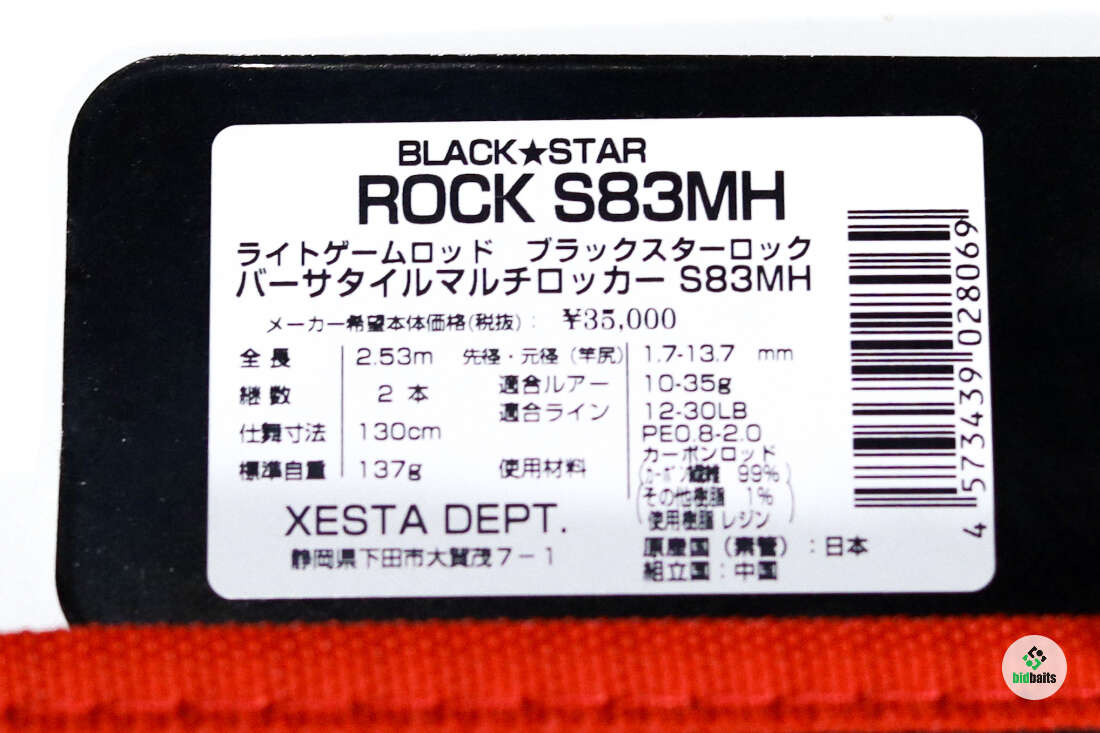 BLACK★STAR
ROCK S83MH
ライトゲームロッド ブラックスターロック
バーサタイルマルチロッカー S83MH
メーカー希望本体価格(税抜): ¥35,000
全長 2.53m 先径・元径(竿尻) 1.7-13.7 mm
継数 2本 適合ルアー 10-35g
適合ライン 12-30LB
PE0.8-2.0
仕舞寸法 130cm
標準自重 137g 使用材料 カーボンロッド
(カーボン繊維 99%
その他樹脂 1%
使用樹脂 レジン)
XESTA DEPT.
静岡県下田市大賀茂7-1
原産国(素管):日本
組立国:中国
4573439028069
bidbaits